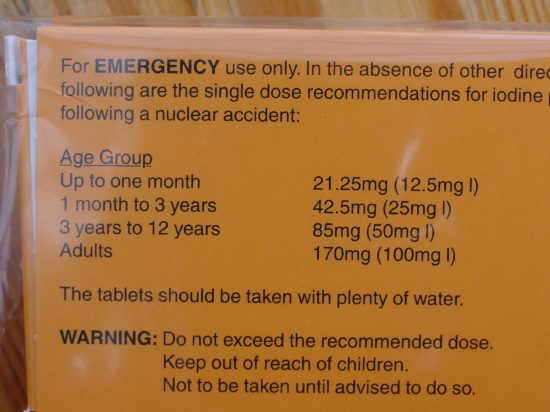 For EMERGENCY use only. In the absence of other direc
following are the single dose recommendations for iodine
following a nuclear accident:
Age Group
Up to one month 21.25mg (12.5mg I)
1 month to 3 years 42.5mg (25mg I)
3 years to 12 years 85mg (50mg I)
Adults 170mg (100mg I)
The tablets should be taken with plenty of water.
WARNING: Do not exceed the recommended dose.
Keep out of reach of children.
Not to be taken until advised to do so.